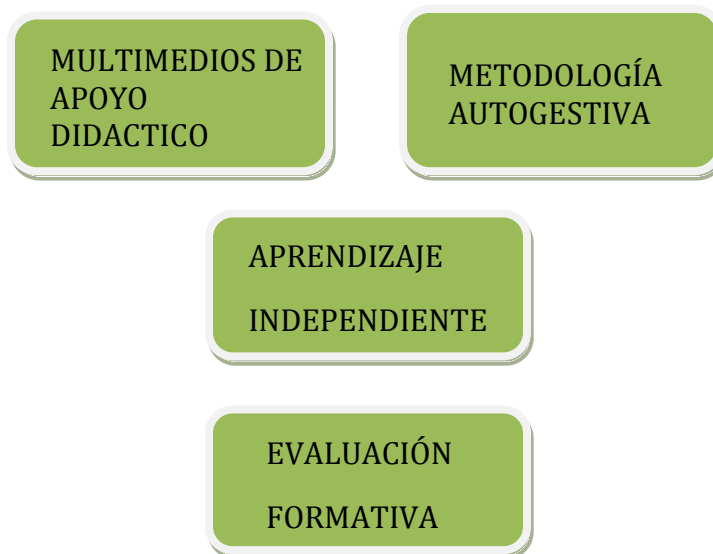 MULTIMEDIOS DE
APOYO
DIDACTICO
METODOLOGÍA
AUTOGESTIVA
APRENDIZAJE
INDEPENDIENTE
EVALUACIÓN
FORMATIVA